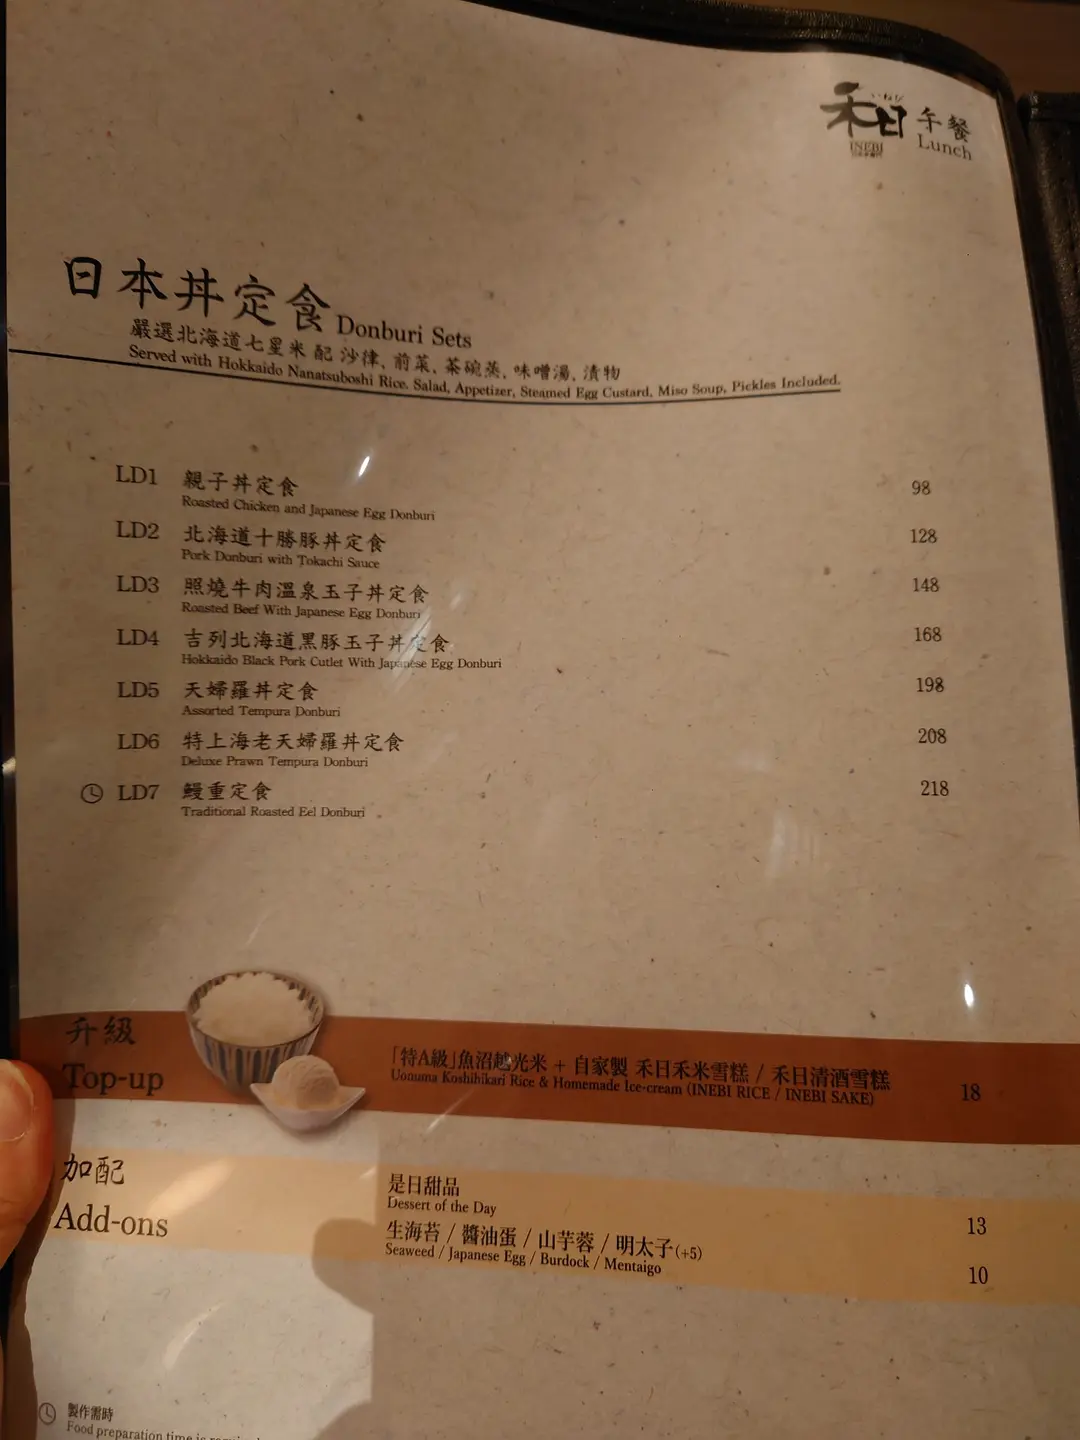 いねび
禾日 午餐
INEBI Lunch
日本丼定食 Donburi Sets
嚴選北海道七星米 配 沙律, 前菜, 茶碗蒸, 味噌湯, 漬物
Served with Hokkaido Nanatsuboshi Rice. Salad, Appetizer, Steamed Egg Custard, Miso Soup, Pickles Included.
LD1 親子丼定食 98
Roasted Chicken and Japanese Egg Donburi
LD2 北海道十勝豚丼定食 128
Pork Donburi with Tokachi Sauce
LD3 照燒牛肉溫泉玉子丼定食 148
Roasted Beef With Japanese Egg Donburi
LD4 吉列北海道黑豚玉子丼定食 168
Hokkaido Black Pork Cutlet With Japanese Egg Donburi
LD5 天婦羅丼定食 198
Assorted Tempura Donburi
LD6 特上海老天婦羅丼定食 208
Deluxe Prawn Tempura Donburi
LD7 鰻重定食 218
Traditional Roasted Eel Donburi
升級
Top-up
「特A級」魚沼越光米 + 自家製 禾日禾米雪糕 / 禾日清酒雪糕
Uonuma Koshihikari Rice & Homemade Ice-cream (INEBI RICE / INEBI SAKE) 18
加配
Add-ons
是日甜品
Dessert of the Day 13
生海苔 / 醬油蛋 / 山芋蓉 / 明太子(+5)
Seaweed / Japanese Egg / Burdock / Mentaigo 10
製作需時
Food preparation time is